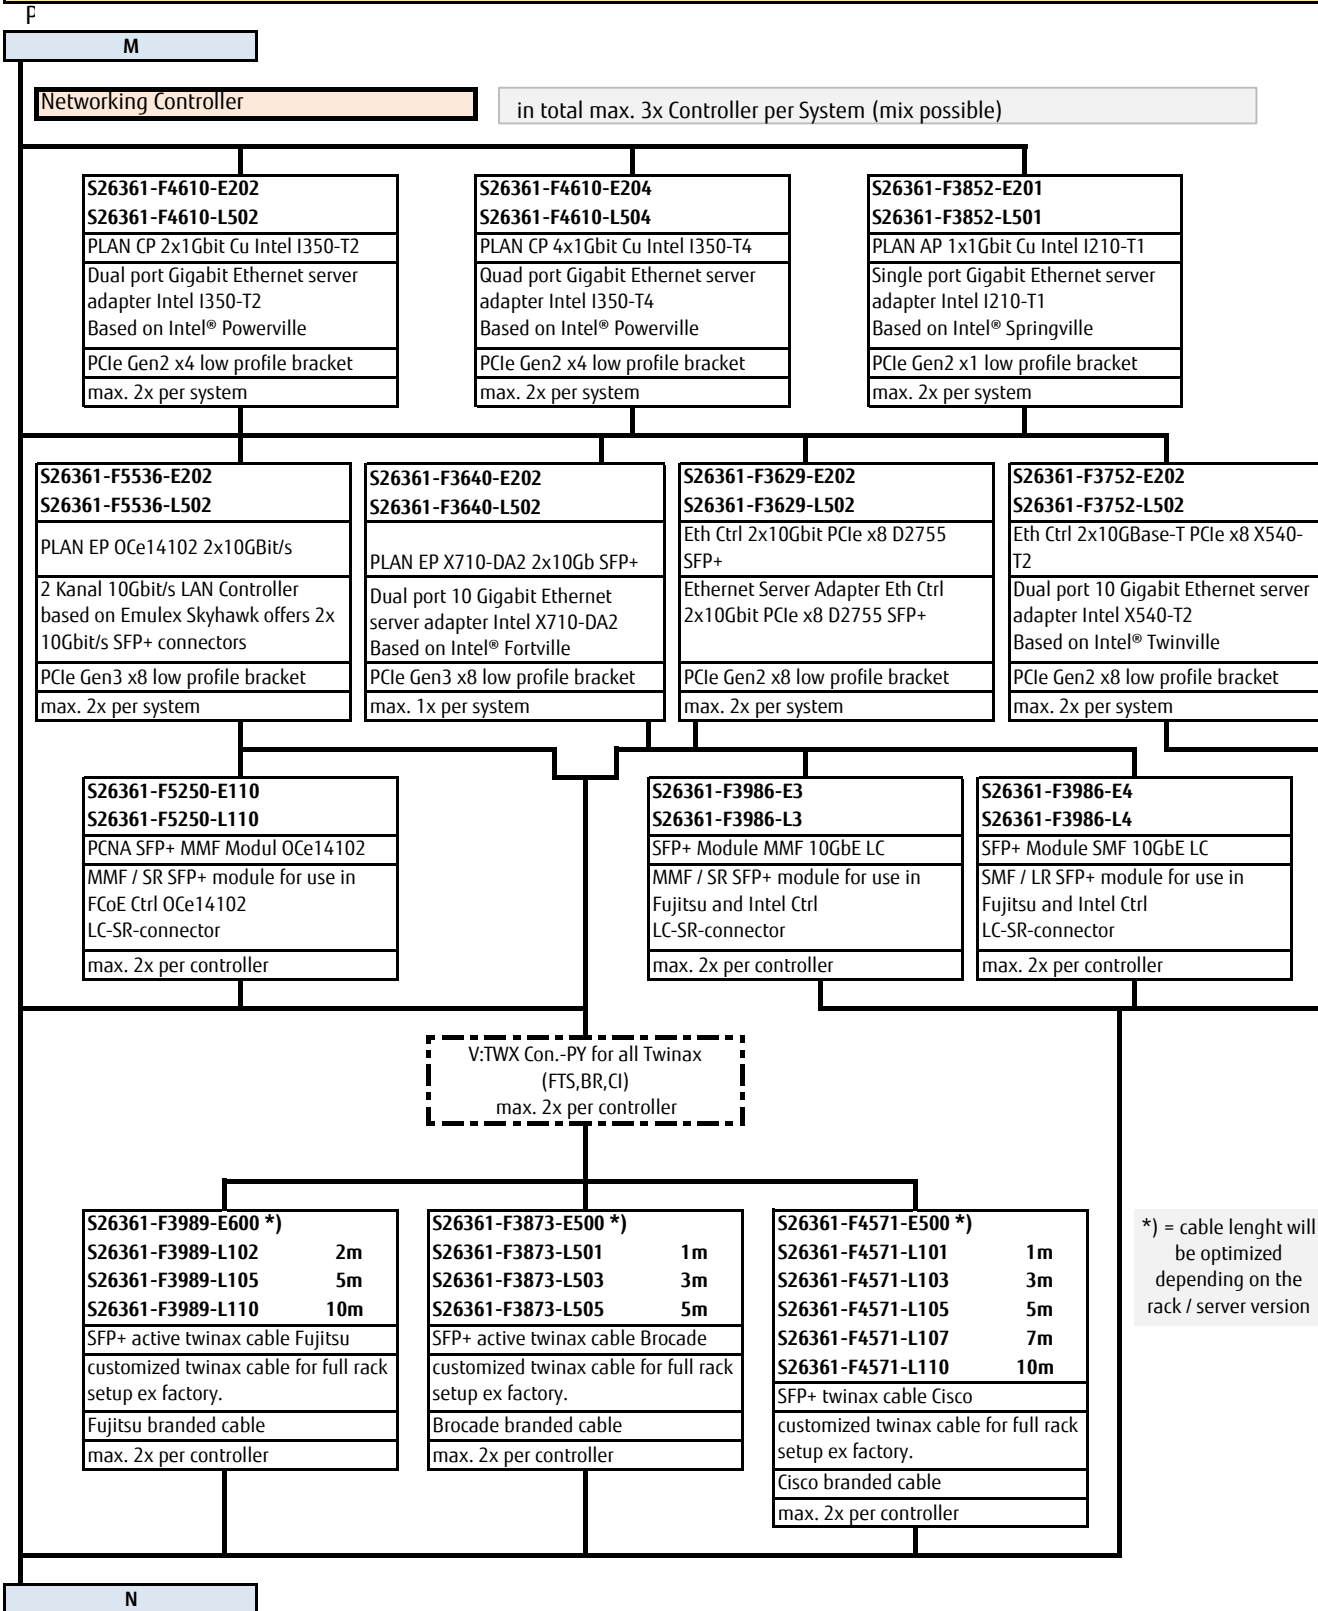 M
Networking Controller
in total max. 3x Controller per System (mix possible)
S26361-F4610-E202
S26361-F4610-L502
PLAN CP 2x1Gbit Cu Intel I350-T2
Dual port Gigabit Ethernet server
adapter Intel I350-T2
Based on Intel® Powerville
PCIe Gen2 x4 low profile bracket
max. 2x per system
S26361-F4610-E204
S26361-F4610-L504
PLAN CP 4x1Gbit Cu Intel I350-T4
Quad port Gigabit Ethernet server
adapter Intel I350-T4
Based on Intel® Powerville
PCIe Gen2 x4 low profile bracket
max. 2x per system
S26361-F3852-E201
S26361-F3852-L501
PLAN AP 1x1Gbit Cu Intel I210-T1
Single port Gigabit Ethernet server
adapter Intel I210-T1
Based on Intel® Springville
PCIe Gen2 x1 low profile bracket
max. 2x per system
S26361-F5536-E202
S26361-F5536-L502
PLAN EP OCe14102 2x10GBit/s
2 Kanal 10Gbit/s LAN Controller
based on Emulex Skyhawk offers 2x
10Gbit/s SFP+ connectors
PCIe Gen3 x8 low profile bracket
max. 2x per system
S26361-F3640-E202
S26361-F3640-L502
PLAN EP X710-DA2 2x10Gb SFP+
Dual port 10 Gigabit Ethernet
server adapter Intel X710-DA2
Based on Intel® Fortville
PCIe Gen3 x8 low profile bracket
max. 1x per system
S26361-F3629-E202
S26361-F3629-L502
Eth Ctrl 2x10Gbit PCIe x8 D2755
SFP+
Ethernet Server Adapter Eth Ctrl
2x10Gbit PCIe x8 D2755 SFP+
PCIe Gen2 x8 low profile bracket
max. 2x per system
S26361-F3752-E202
S26361-F3752-L502
Eth Ctrl 2x10GBase-T PCIe x8 X540-
T2
Dual port 10 Gigabit Ethernet server
adapter Intel X540-T2
Based on Intel® Twinville
PCIe Gen2 x8 low profile bracket
max. 2x per system
S26361-F5250-E110
S26361-F5250-L110
PCNA SFP+ MMF Modul OCe14102
MMF / SR SFP+ module for use in
FCoE Ctrl OCe14102
LC-SR-connector
max. 2x per controller
S26361-F3986-E3
S26361-F3986-L3
SFP+ Module MMF 10GbE LC
MMF / SR SFP+ module for use in
Fujitsu and Intel Ctrl
LC-SR-connector
max. 2x per controller
S26361-F3986-E4
S26361-F3986-L4
SFP+ Module SMF 10GbE LC
SMF / LR SFP+ module for use in
Fujitsu and Intel Ctrl
LC-SR-connector
max. 2x per controller
V:TWX Con.-PY for all Twinax
(FTS,BR,CI)
max. 2x per controller
S26361-F3989-E600 *)
S26361-F3989-L102 2m
S26361-F3989-L105 5m
S26361-F3989-L110 10m
SFP+ active twinax cable Fujitsu
customized twinax cable for full rack
setup ex factory.
Fujitsu branded cable
max. 2x per controller
S26361-F3873-E500 *)
S26361-F3873-L501 1m
S26361-F3873-L503 3m
S26361-F3873-L505 5m
SFP+ active twinax cable Brocade
customized twinax cable for full rack
setup ex factory.
Brocade branded cable
max. 2x per controller
S26361-F4571-E500 *)
S26361-F4571-L101 1m
S26361-F4571-L103 3m
S26361-F4571-L105 5m
S26361-F4571-L107 7m
S26361-F4571-L110 10m
SFP+ twinax cable Cisco
customized twinax cable for full rack
setup ex factory.
Cisco branded cable
max. 2x per controller
*) = cable lenght will
be optimized
depending on the
rack / server version
N